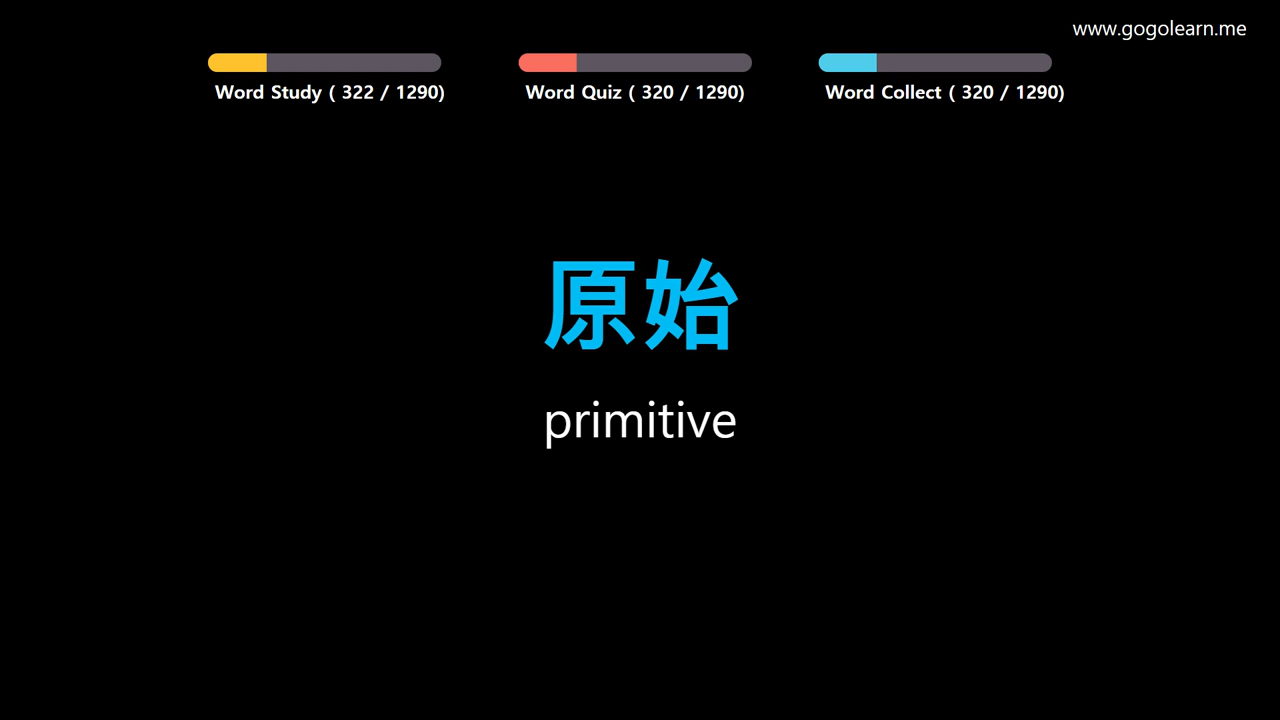 www.gogolearn.me
Word Study ( 322 / 1290)
Word Quiz ( 320 / 1290)
Word Collect ( 320 / 1290)
原始
primitive